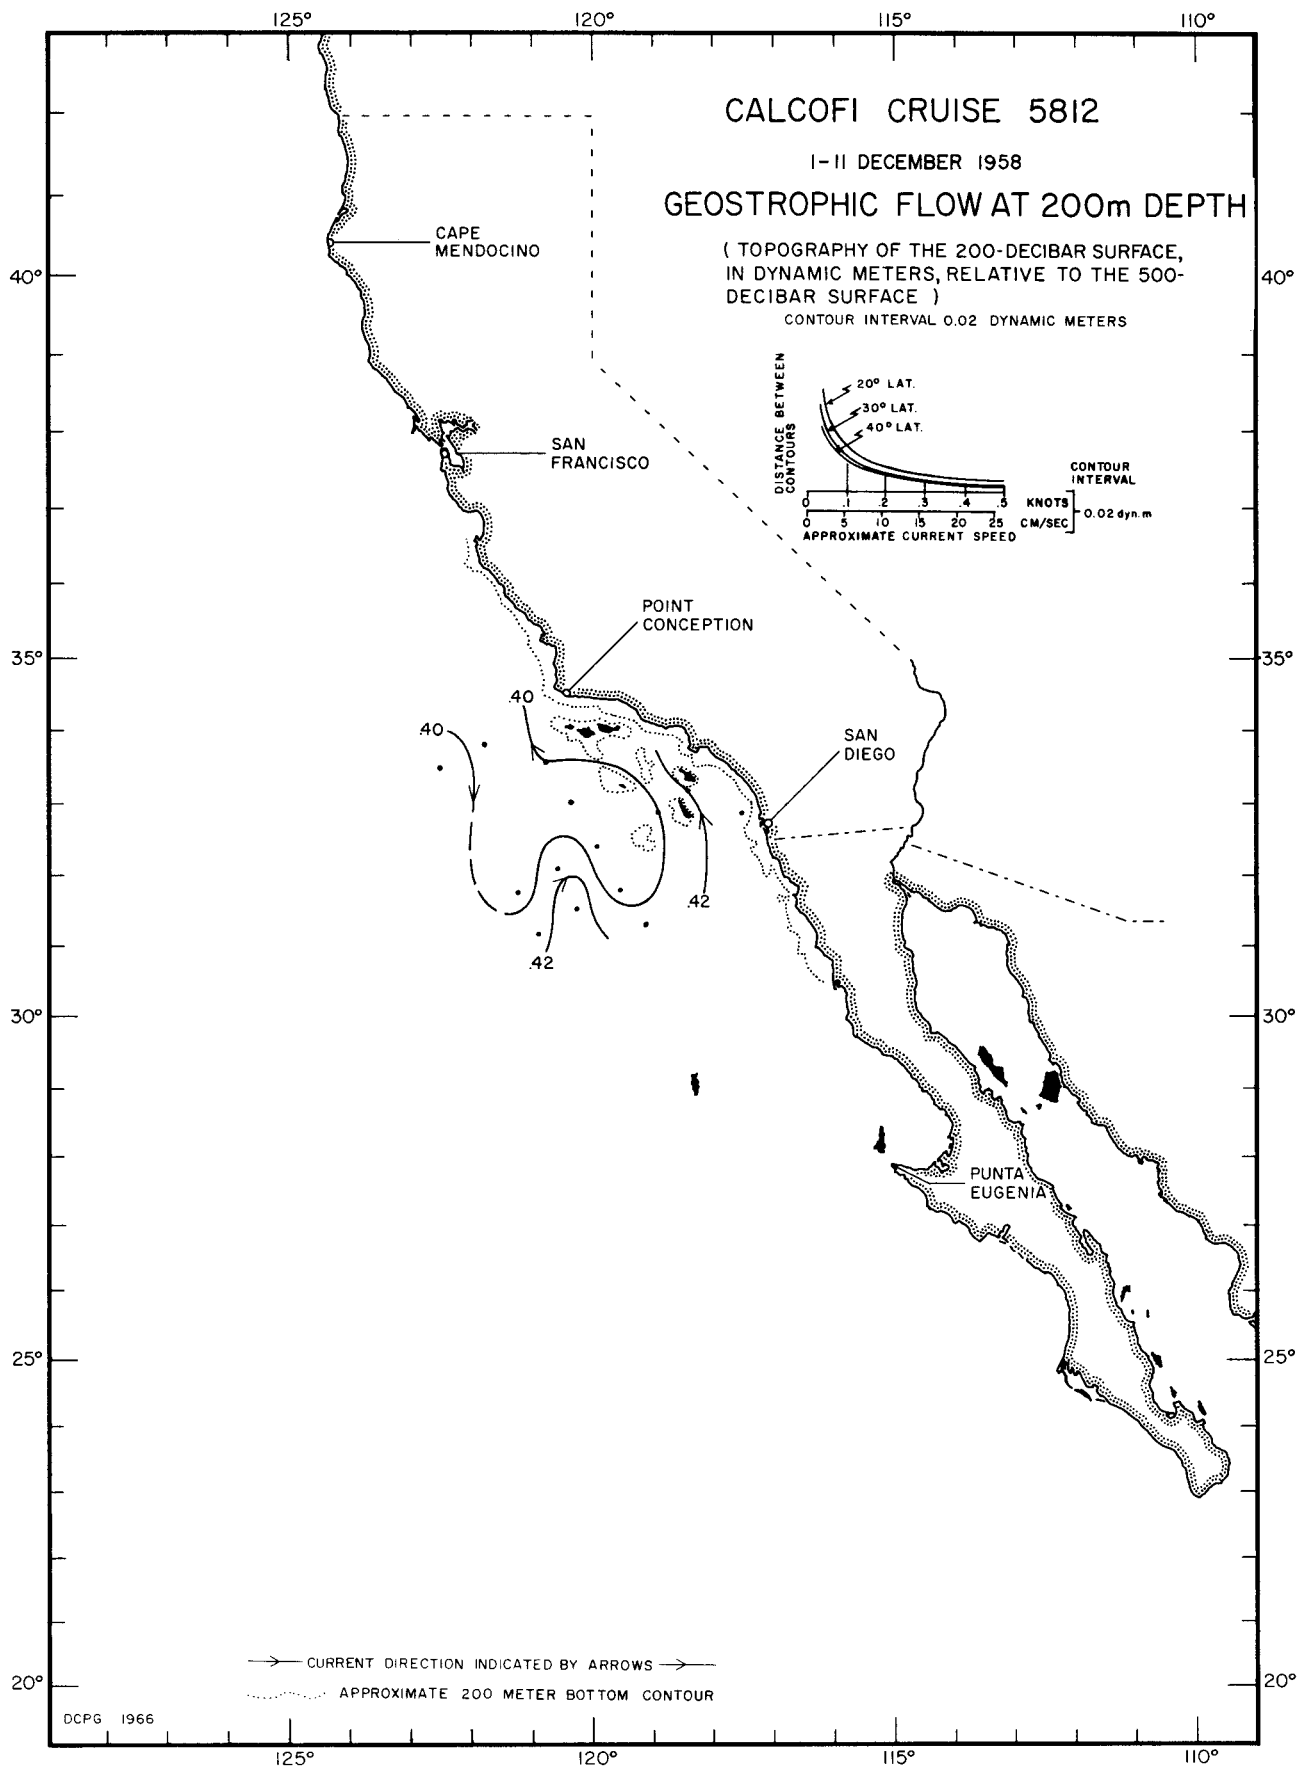 125° 120° 115° 110°
CALCOFI CRUISE 5812
1-11 DECEMBER 1958
GEOSTROPHIC FLOW AT 200m DEPTH
( TOPOGRAPHY OF THE 200-DECIBAR SURFACE,
IN DYNAMIC METERS, RELATIVE TO THE 500-
DECIBAR SURFACE )
CONTOUR INTERVAL 0.02 DYNAMIC METERS
CAPE
MENDOCINO
40° 40°
DISTANCE BETWEEN
CONTOURS
20° LAT.
30° LAT.
40° LAT.
CONTOUR
INTERVAL
0 .1 .2 .3 .4 .5 KNOTS
0.02 dyn.m
0 5 10 15 20 25 CM/SEC
APPROXIMATE CURRENT SPEED
SAN
FRANCISCO
POINT
CONCEPTION
35° 35°
.40
.40
SAN
DIEGO
.42
.42
30° 30°
PUNTA
EUGENIA
25° 25°
CURRENT DIRECTION INDICATED BY ARROWS
20° 20°
APPROXIMATE 200 METER BOTTOM CONTOUR
DCPG 1966
125° 120° 115° 110°